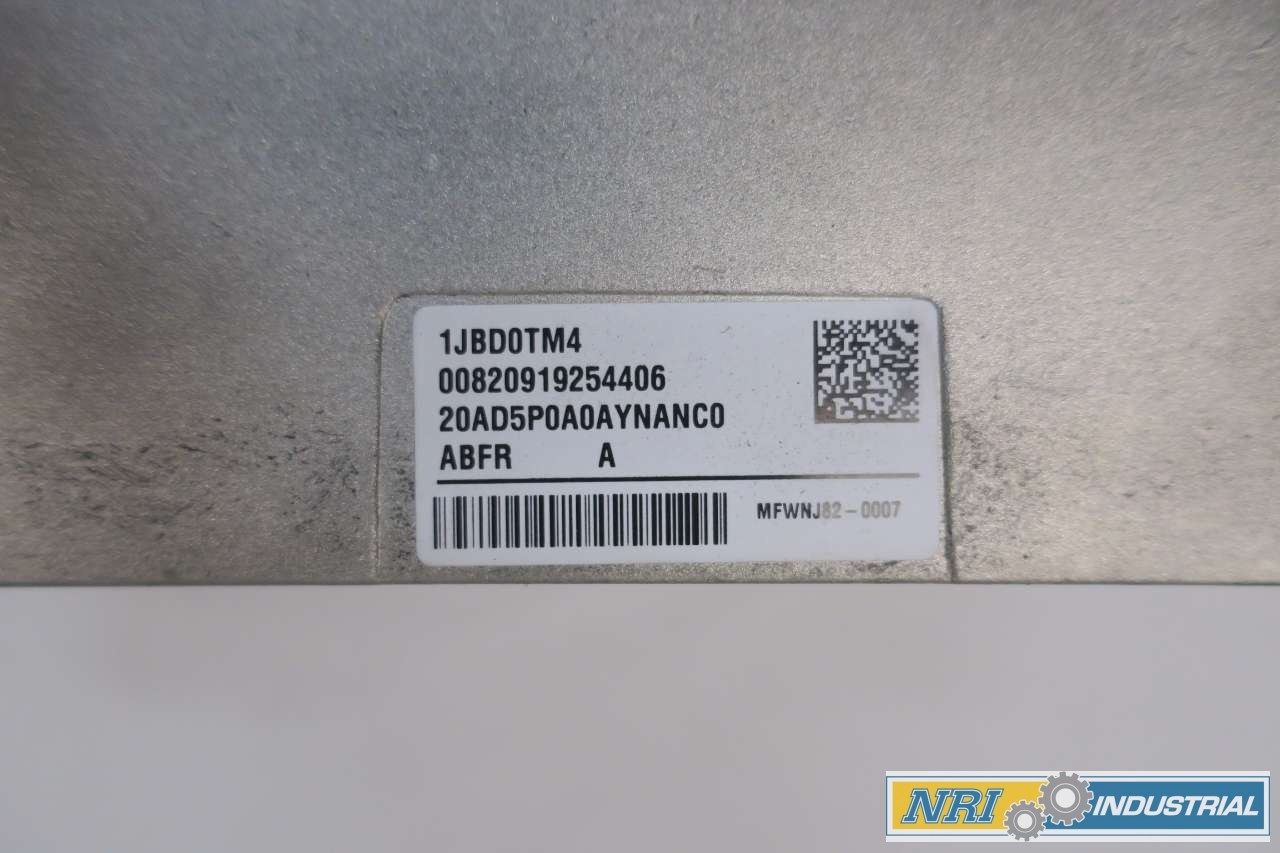 1JBD0TM4
00820919254406
20AD5P0A0AYNANC0
ABFR A
MFWNJ82-0007
NRI INDUSTRIAL